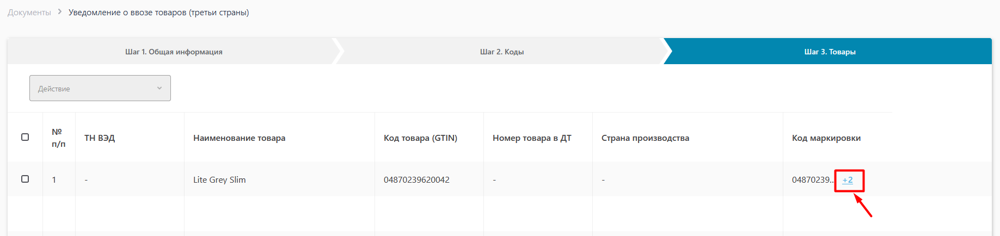 Документы > Уведомление о ввозе товаров (третьи страны)
Шаг 1. Общая информация Шаг 2. Коды Шаг 3. Товары
Действие
№ п/п ТН ВЭД Наименование товара Код товара (GTIN) Номер товара в ДТ Страна производства Код маркировки
1 - Lite Grey Slim 04870239620042 - - 04870239... +2